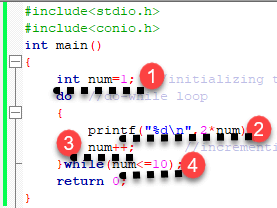 #include<stdio.h>
#include<conio.h>
int main()
{
int num=1; //initializing t 1
do //do-while loop
{
printf("%d\n",2*num) 2
num++; //incrementi 3
}while(num<=10); 4
return 0;
}